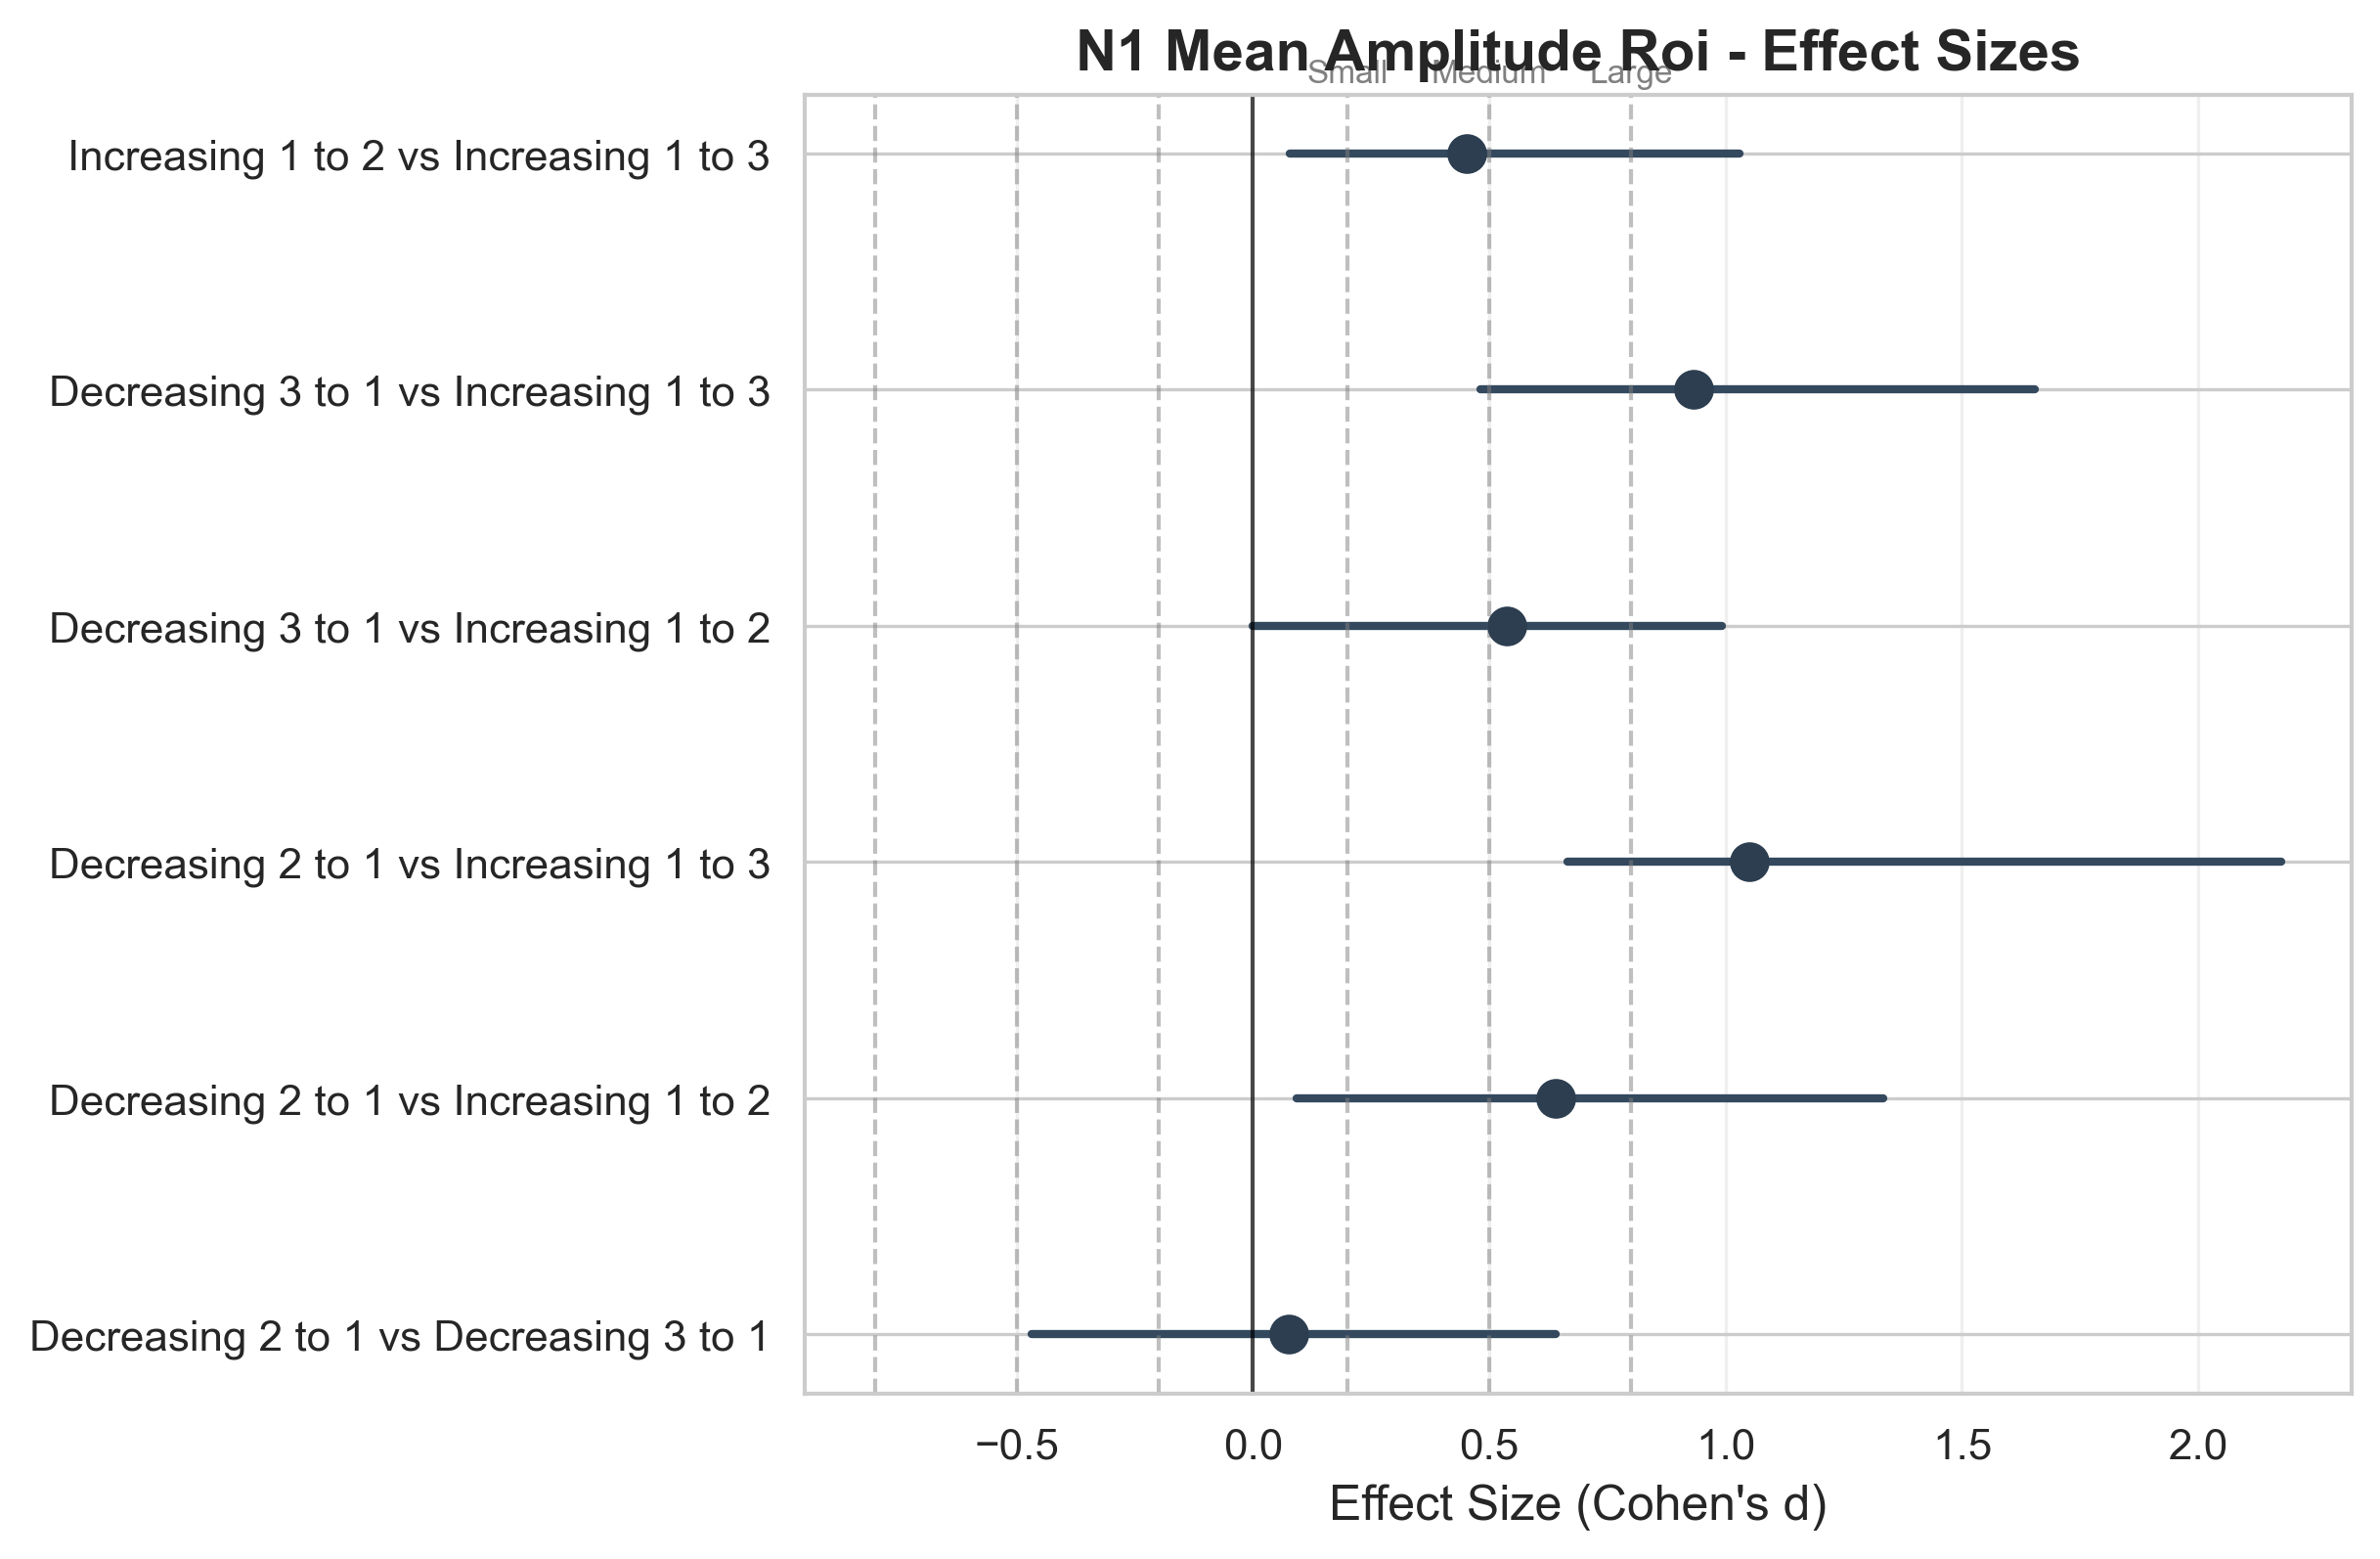 N1 Mean Amplitude Roi - Effect Sizes
Small Medium Large
Increasing 1 to 2 vs Increasing 1 to 3
Decreasing 3 to 1 vs Increasing 1 to 3
Decreasing 3 to 1 vs Increasing 1 to 2
Decreasing 2 to 1 vs Increasing 1 to 3
Decreasing 2 to 1 vs Increasing 1 to 2
Decreasing 2 to 1 vs Decreasing 3 to 1
−0.5 0.0 0.5 1.0 1.5 2.0
Effect Size (Cohen's d)